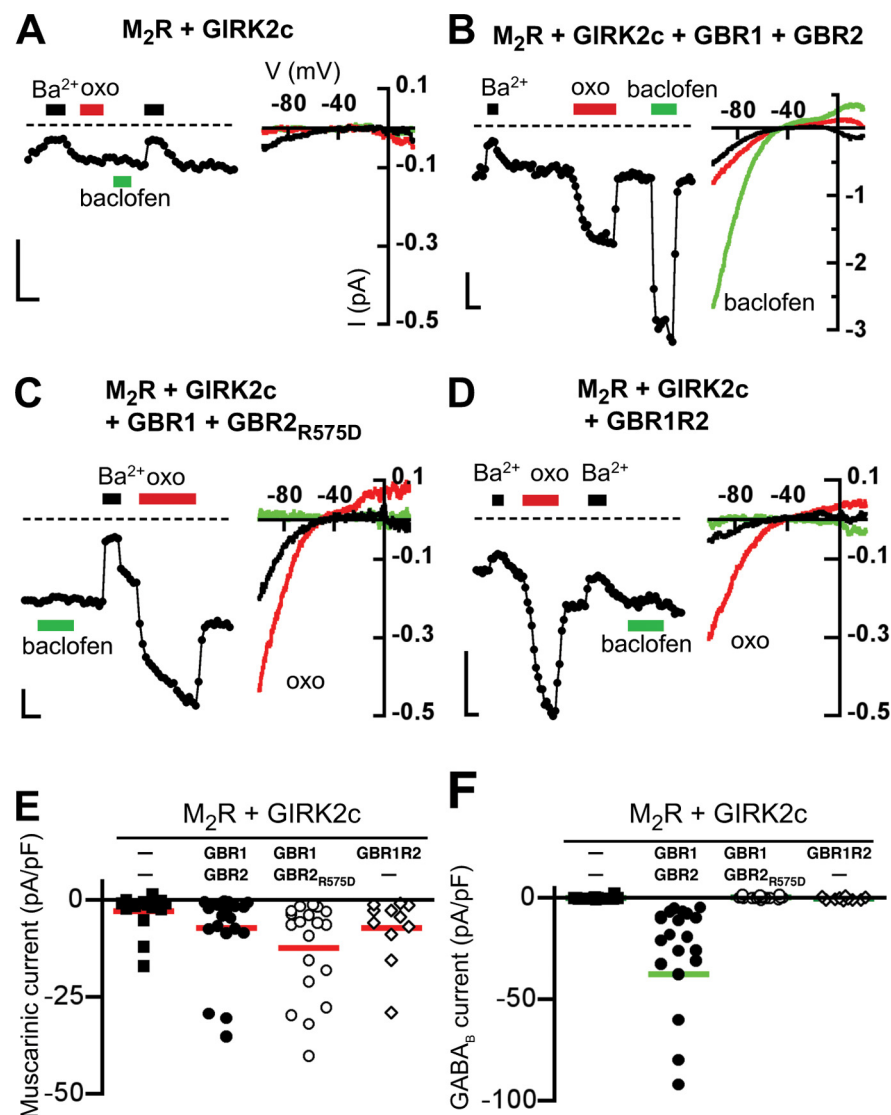 A
M₂R + GIRK2c
Ba²⁺ oxo
baclofen
V (mV)
-80 -40
0.1
-0.1
-0.3
-0.5
I (pA)
B
M₂R + GIRK2c + GBR1 + GBR2
Ba²⁺ oxo baclofen
-80 -40
0.1
-1
-2
-3
baclofen
C
M₂R + GIRK2c
+ GBR1 + GBR2R575D
Ba²⁺ oxo
baclofen
-80 -40
0.1
-0.1
-0.3
-0.5
oxo
D
M₂R + GIRK2c
+ GBR1R2
Ba²⁺ oxo Ba²⁺
baclofen
-80 -40
0.1
-0.1
-0.3
-0.5
oxo
E
M₂R + GIRK2c
– GBR1 GBR1 GBR1R2
– GBR2 GBR2R575D –
0
-25
-50
Muscarinic current (pA/pF)
F
M₂R + GIRK2c
– GBR1 GBR1 GBR1R2
– GBR2 GBR2R575D –
0
-50
-100
GABAB current (pA/pF)